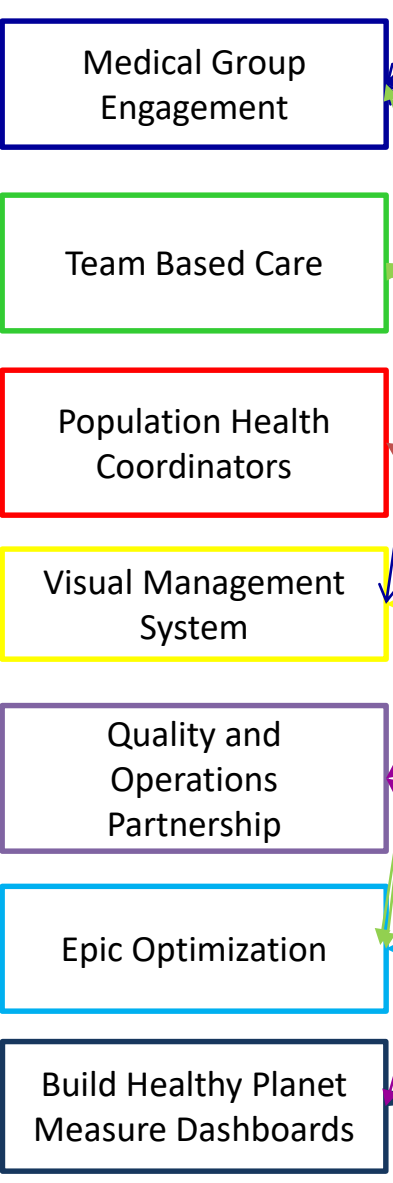 Medical Group
Engagement
Team Based Care
Population Health
Coordinators
Visual Management
System
Quality and
Operations
Partnership
Epic Optimization
Build Healthy Planet
Measure Dashboards